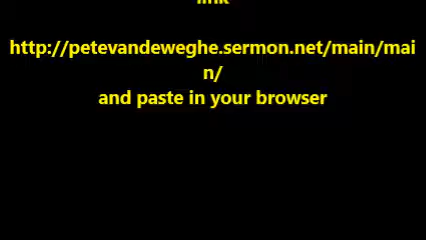 link
http://petevandeweghe.sermon.net/main/mai
n/
and paste in your browser